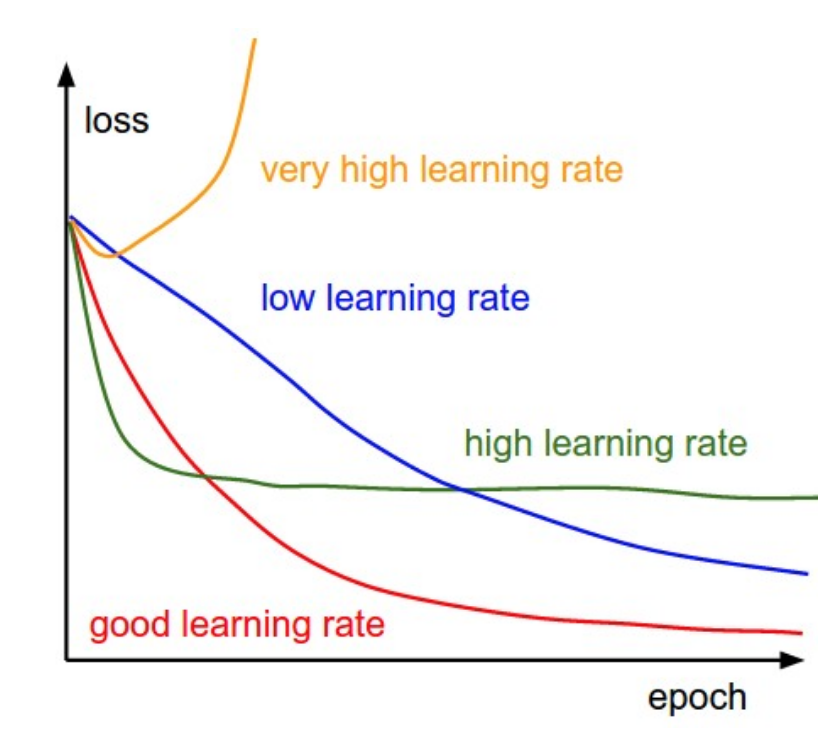 loss
very high learning rate
low learning rate
high learning rate
good learning rate
epoch